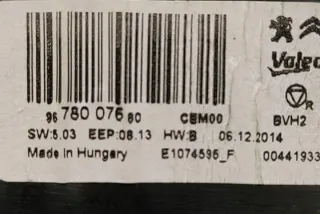 Valeo
R
96 780 076 80 CEM00 BVH2
SW:5.03 EEP:08.13 HW:B 06.12.2014
Made in Hungary E1074595_F 00441933